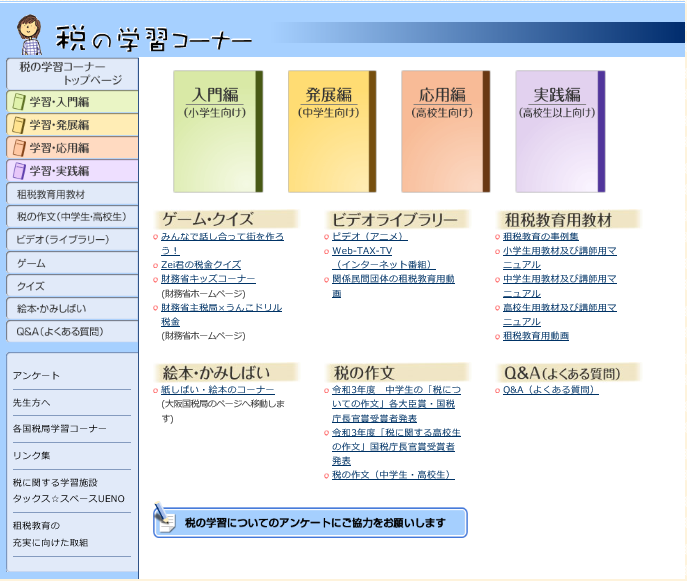 税の学習コーナー
税の学習コーナー
トップページ
学習・入門編
学習・発展編
学習・応用編
学習・実践編
租税教育用教材
税の作文(中学生・高校生)
ビデオ(ライブラリー)
ゲーム
クイズ
絵本・かみしばい
Q&A(よくある質問)
アンケート
先生方へ
各国税局学習コーナー
リンク集
税に関する学習施設
タックス☆スペースUENO
租税教育の
充実に向けた取組
入門編
(小学生向け)
発展編
(中学生向け)
応用編
(高校生向け)
実践編
(高校生以上向け)
ゲーム・クイズ
みんなで話し合って街を作ろ
う!
Zei君の税金クイズ
財務省キッズコーナー
(財務省ホームページ)
財務省主税局×うんこドリル
税金
(財務省ホームページ)
ビデオライブラリー
ビデオ(アニメ)
Web-TAX-TV
(インターネット番組)
関係民間団体の租税教育用動
画
租税教育用教材
租税教育の事例集
小学生用教材及び講師用マ
ニュアル
中学生用教材及び講師用マ
ニュアル
高校生用教材及び講師用マ
ニュアル
租税教育用動画
絵本・かみしばい
紙しばい・絵本のコーナー
(大阪国税局のページへ移動しま
す)
税の作文
令和3年度 中学生の「税につ
いての作文」各大臣賞・国税
庁長官賞受賞者発表
令和3年度「税に関する高校生
の作文」国税庁長官賞受賞者
発表
税の作文(中学生・高校生)
Q&A(よくある質問)
Q&A(よくある質問)
税の学習についてのアンケートにご協力をお願いします